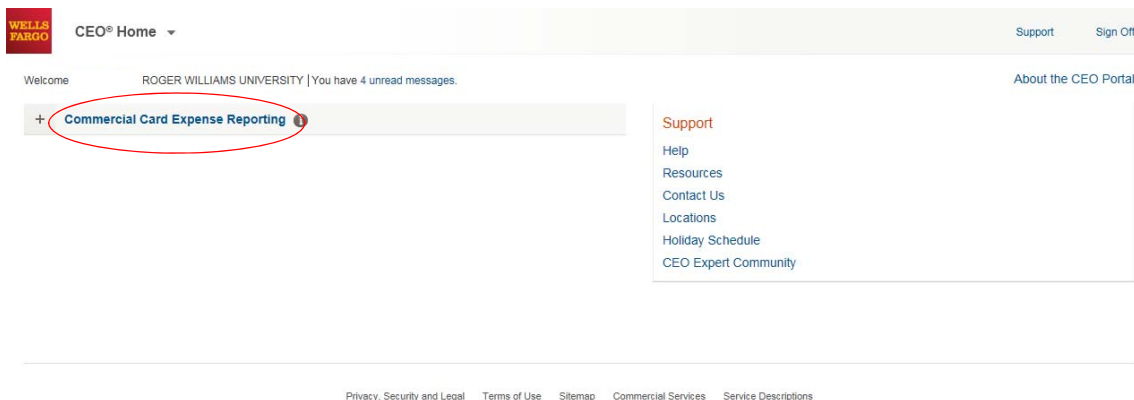 WELLS
FARGO
CEO® Home
Support Sign Off
Welcome ROGER WILLIAMS UNIVERSITY | You have 4 unread messages.
About the CEO Portal
+ Commercial Card Expense Reporting
Support
Help
Resources
Contact Us
Locations
Holiday Schedule
CEO Expert Community
Privacy, Security and Legal Terms of Use Sitemap Commercial Services Service Descriptions